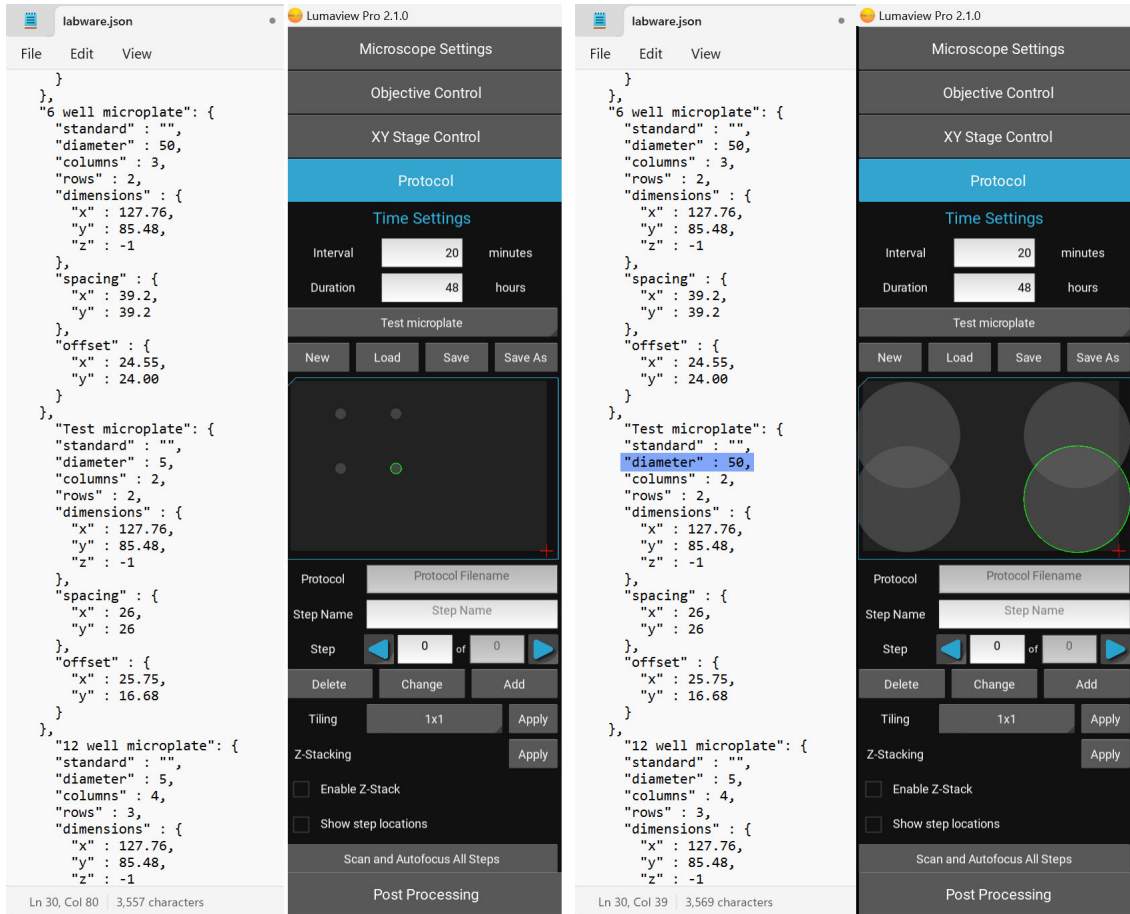 labware.json
File Edit View
}
},
"6 well microplate": {
"standard" : "",
"diameter" : 50,
"columns" : 3,
"rows" : 2,
"dimensions" : {
"x" : 127.76,
"y" : 85.48,
"z" : -1
},
"spacing" : {
"x" : 39.2,
"y" : 39.2
},
"offset" : {
"x" : 24.55,
"y" : 24.00
}
},
"Test microplate": {
"standard" : "",
"diameter" : 5,
"columns" : 2,
"rows" : 2,
"dimensions" : {
"x" : 127.76,
"y" : 85.48,
"z" : -1
},
"spacing" : {
"x" : 26,
"y" : 26
},
"offset" : {
"x" : 25.75,
"y" : 16.68
}
},
"12 well microplate": {
"standard" : "",
"diameter" : 5,
"columns" : 4,
"rows" : 3,
"dimensions" : {
"x" : 127.76,
"y" : 85.48,
"z" : -1
Ln 30, Col 80 3,557 characters
Lumaview Pro 2.1.0
Microscope Settings
Objective Control
XY Stage Control
Protocol
Time Settings
Interval 20 minutes
Duration 48 hours
Test microplate
New Load Save Save As
Protocol Protocol Filename
Step Name Step Name
Step 0 of 0
Delete Change Add
Tiling 1x1 Apply
Z-Stacking Apply
Enable Z-Stack
Show step locations
Scan and Autofocus All Steps
Post Processing
labware.json
File Edit View
}
},
"6 well microplate": {
"standard" : "",
"diameter" : 50,
"columns" : 3,
"rows" : 2,
"dimensions" : {
"x" : 127.76,
"y" : 85.48,
"z" : -1
},
"spacing" : {
"x" : 39.2,
"y" : 39.2
},
"offset" : {
"x" : 24.55,
"y" : 24.00
}
},
"Test microplate": {
"standard" : "",
"diameter" : 50,
"columns" : 2,
"rows" : 2,
"dimensions" : {
"x" : 127.76,
"y" : 85.48,
"z" : -1
},
"spacing" : {
"x" : 26,
"y" : 26
},
"offset" : {
"x" : 25.75,
"y" : 16.68
}
},
"12 well microplate": {
"standard" : "",
"diameter" : 5,
"columns" : 4,
"rows" : 3,
"dimensions" : {
"x" : 127.76,
"y" : 85.48,
"z" : -1
Ln 30, Col 39 3,569 characters
Lumaview Pro 2.1.0
Microscope Settings
Objective Control
XY Stage Control
Protocol
Time Settings
Interval 20 minutes
Duration 48 hours
Test microplate
New Load Save Save As
Protocol Protocol Filename
Step Name Step Name
Step 0 of 0
Delete Change Add
Tiling 1x1 Apply
Z-Stacking Apply
Enable Z-Stack
Show step locations
Scan and Autofocus All Steps
Post Processing